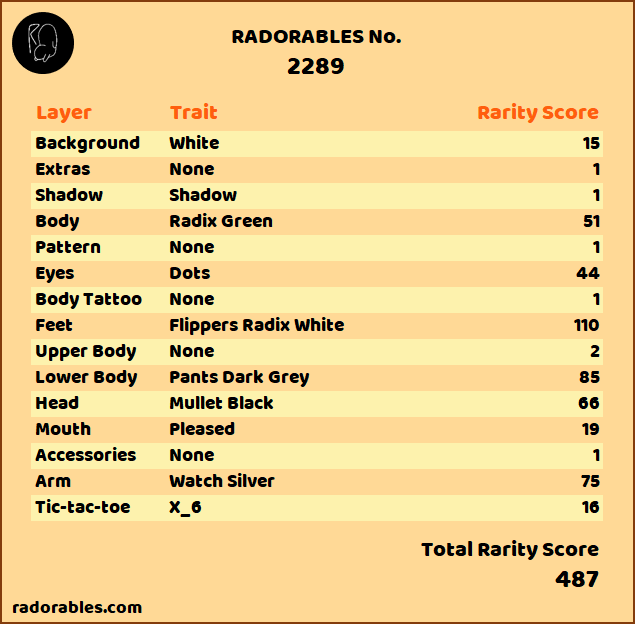 RADORABLES No.
2289
Layer Trait Rarity Score
Background White 15
Extras None 1
Shadow Shadow 1
Body Radix Green 51
Pattern None 1
Eyes Dots 44
Body Tattoo None 1
Feet Flippers Radix White 110
Upper Body None 2
Lower Body Pants Dark Grey 85
Head Mullet Black 66
Mouth Pleased 19
Accessories None 1
Arm Watch Silver 75
Tic-tac-toe X_6 16
Total Rarity Score
487
radorables.com